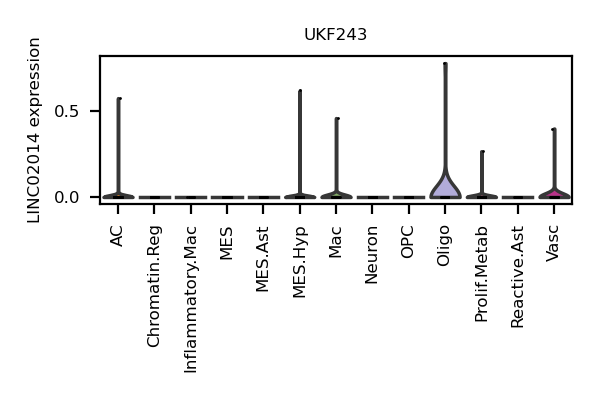 UKF243
LINC02014 expression
0.5
0.0
AC
Chromatin.Reg
Inflammatory.Mac
MES
MES.Ast
MES.Hyp
Mac
Neuron
OPC
Oligo
Prolif.Metab
Reactive.Ast
Vasc